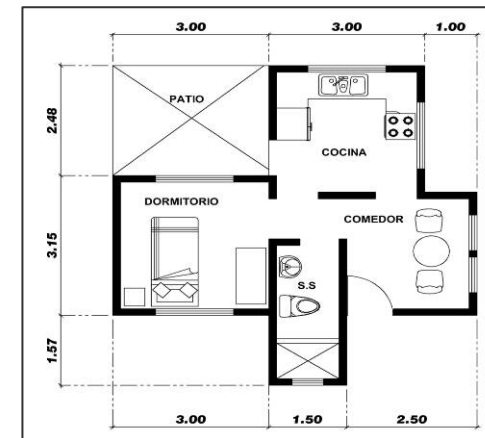 3.00 3.00 1.00
2.48
PATIO
COCINA
DORMITORIO
COMEDOR
3.15
S.S
1.57
3.00 1.50 2.50